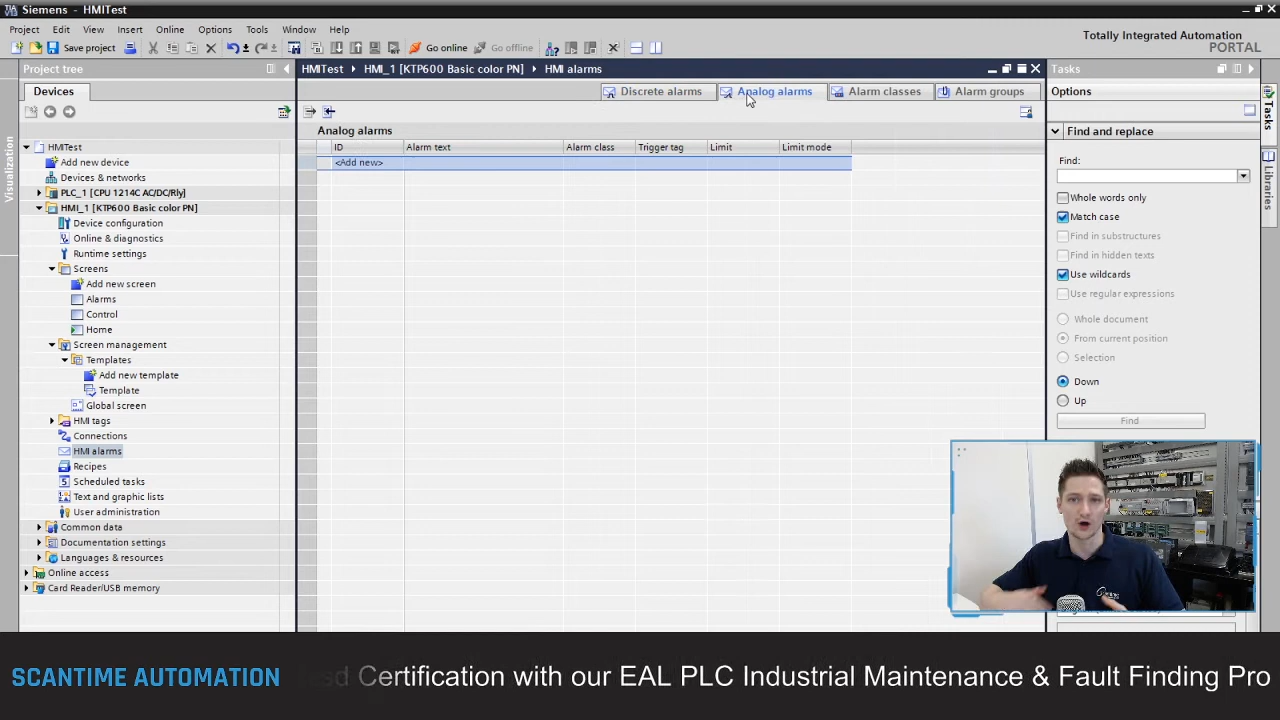 Siemens - HMITest
Project Edit View Insert Online Options Tools Window Help
Totally Integrated Automation
PORTAL
Save project
Go online
Go offline
Project tree
HMITest HMI_1 [KTP600 Basic color PN] HMI alarms
Tasks
Devices
Discrete alarms
Analog alarms
Alarm classes
Alarm groups
Options
Visualization
Tasks
Libraries
Analog alarms
ID Alarm text Alarm class Trigger tag Limit Limit mode
<Add new>
HMITest
Add new device
Devices & networks
PLC_1 [CPU 1214C AC/DC/Rly]
HMI_1 [KTP600 Basic color PN]
Device configuration
Online & diagnostics
Runtime settings
Screens
Add new screen
Alarms
Control
Home
Screen management
Templates
Add new template
Template
Global screen
HMI tags
Connections
HMI alarms
Recipes
Scheduled tasks
Text and graphic lists
User administration
Common data
Documentation settings
Languages & resources
Online access
Card Reader/USB memory
Find and replace
Find:
Whole words only
Match case
Find in substructures
Find in hidden texts
Use wildcards
Use regular expressions
Whole document
From current position
Selection
Down
Up
Find
SCANTIME AUTOMATION
Certification with our EAL PLC Industrial Maintenance & Fault Finding Pro